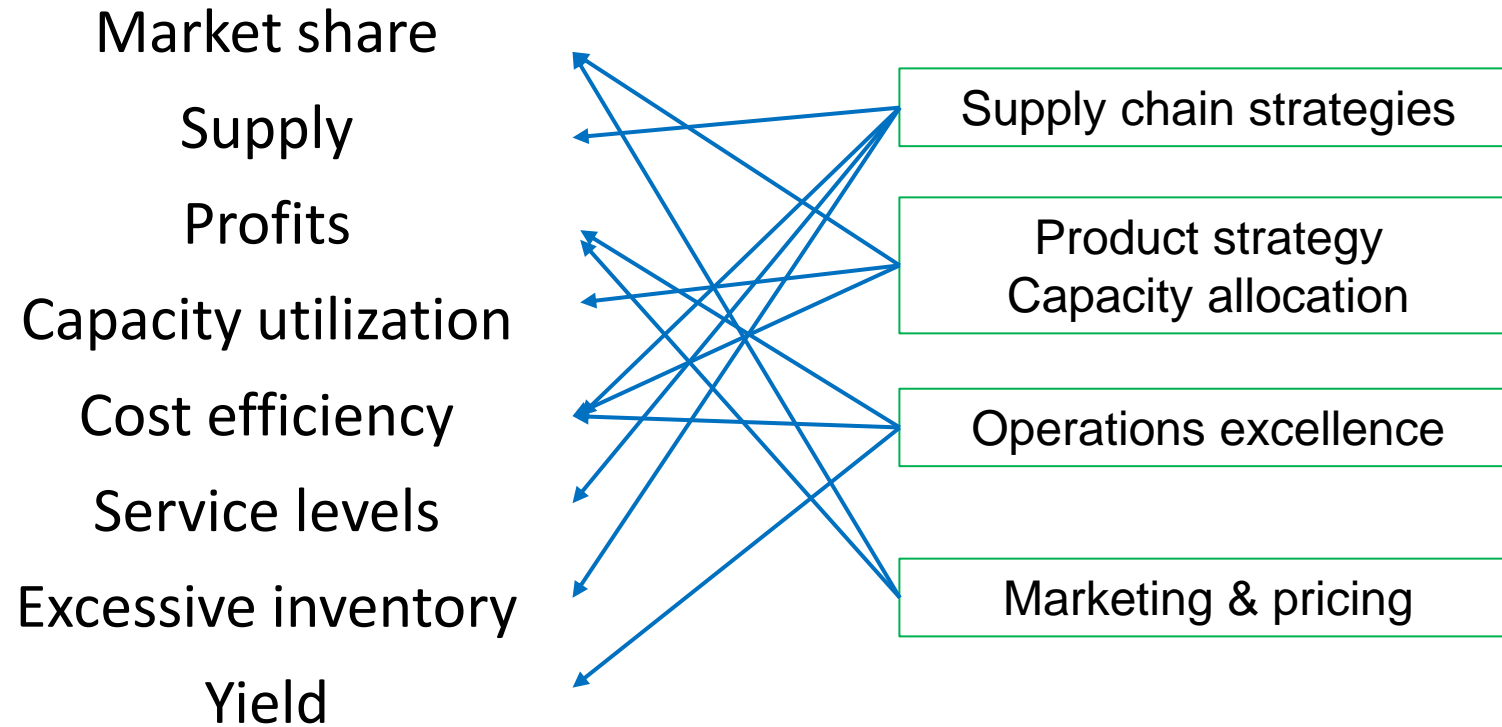 Market share
Supply
Profits
Capacity utilization
Cost efficiency
Service levels
Excessive inventory
Yield
Supply chain strategies
Product strategy
Capacity allocation
Operations excellence
Marketing & pricing